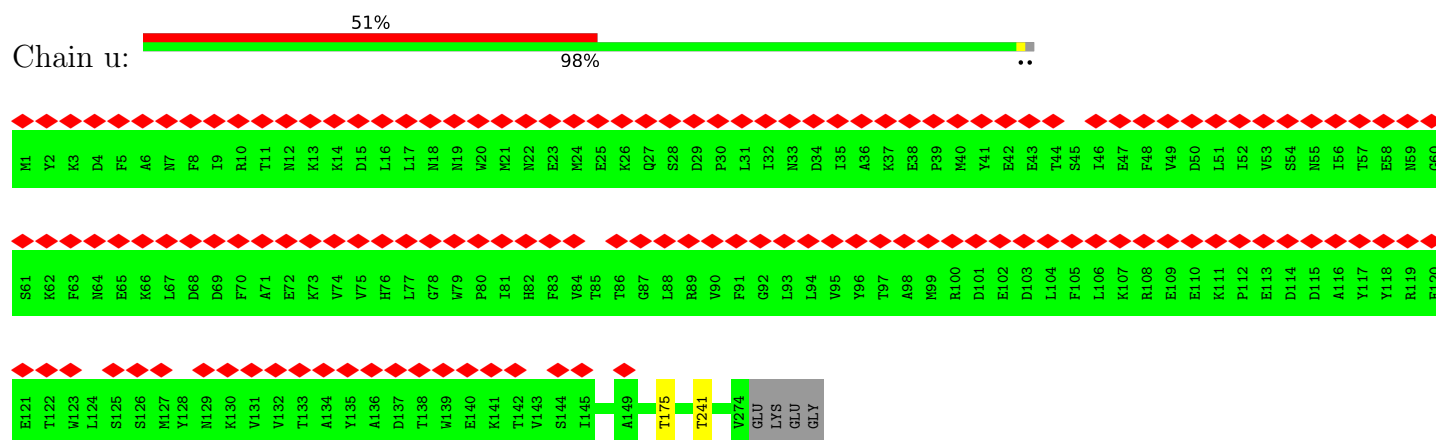 51%
Chain u:
98%
••
M1 Y2 K3 D4 F5 A6 N7 F8 I9 R10 T11 N12 K13 K14 D15 L16 L17 N18 N19 W20 M21 N22 E23 M24 E25 K26 Q27 S28 D29 P30 L31 I32 N33 D34 I35 A36 K37 E38 P39 M40 Y41 E42 E43 T44 S45 I46 E47 F48 V49 D50 L51 I52 V53 S54 N55 I56 T57 E58 N59 G60
S61 K62 F63 N64 E65 K66 L67 D68 D69 F70 A71 E72 K73 V74 V75 H76 L77 G78 W79 P80 I81 H82 F83 V84 T85 T86 G87 L88 R89 V90 F91 G92 L93 L94 V95 Y96 T97 A98 M99 R100 D101 E102 D103 L104 F105 L106 K107 R108 E109 E110 K111 P112 E113 D114 D115 A116 Y117 Y118 R119 E120
E121 T122 W123 L124 S125 S126 M127 Y128 N129 K130 V131 V132 T133 A134 Y135 A136 D137 T138 W139 E140 K141 T142 V143 S144 I145 A149 T175 T241 V274 GLU LYS GLU GLY